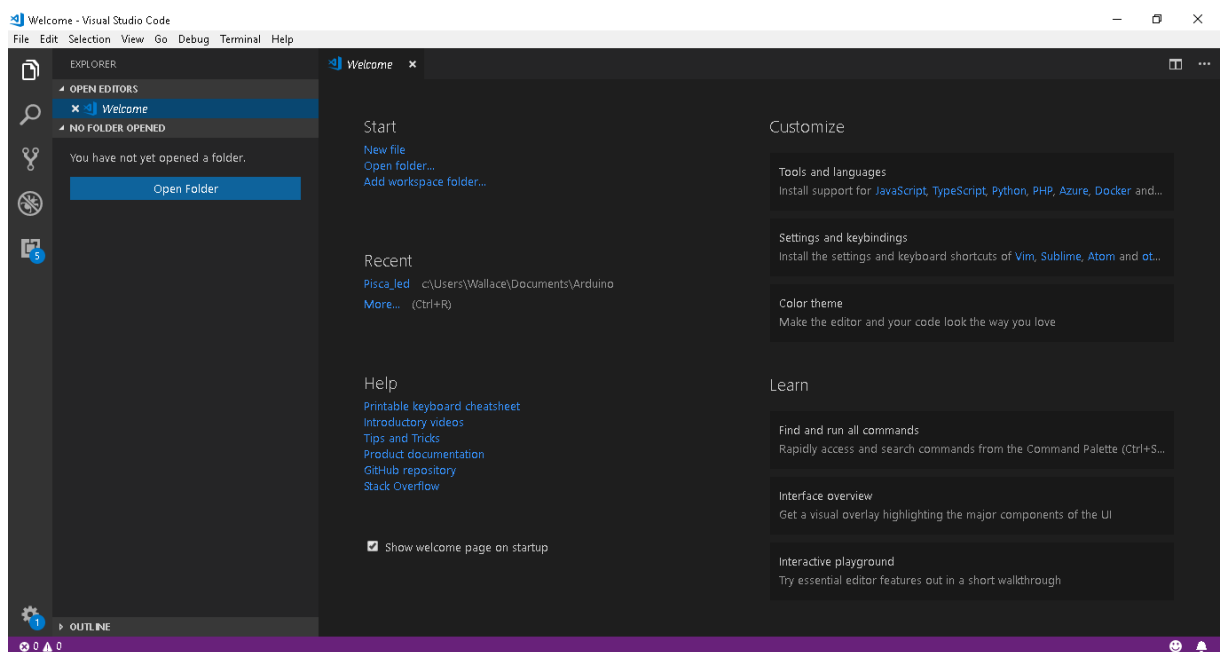 Welcome - Visual Studio Code
File Edit Selection View Go Debug Terminal Help
EXPLORER
OPEN EDITORS
Welcome
NO FOLDER OPENED
You have not yet opened a folder.
Open Folder
5
1
OUTLINE
Welcome
Start
New file
Open folder...
Add workspace folder...
Recent
Pisca_led c:\Users\Wallace\Documents\Arduino
More... (Ctrl+R)
Help
Printable keyboard cheatsheet
Introductory videos
Tips and Tricks
Product documentation
GitHub repository
Stack Overflow
Show welcome page on startup
Customize
Tools and languages
Install support for JavaScript, TypeScript, Python, PHP, Azure, Docker and...
Settings and keybindings
Install the settings and keyboard shortcuts of Vim, Sublime, Atom and ot...
Color theme
Make the editor and your code look the way you love
Learn
Find and run all commands
Rapidly access and search commands from the Command Palette (Ctrl+S...
Interface overview
Get a visual overlay highlighting the major components of the UI
Interactive playground
Try essential editor features out in a short walkthrough
0 0